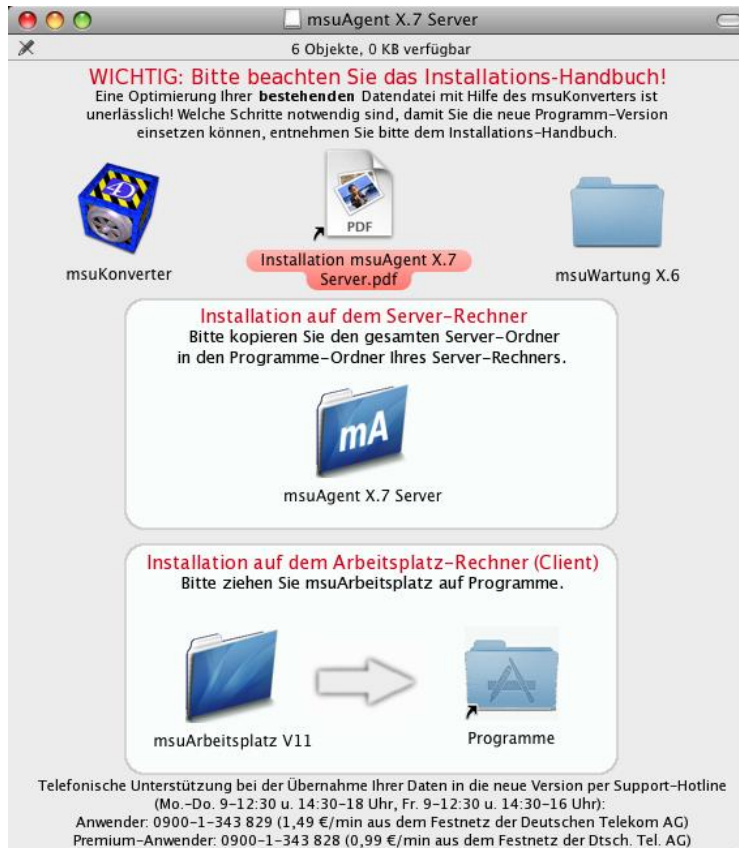 msuAgent X.7 Server
6 Objekte, 0 KB verfügbar
WICHTIG: Bitte beachten Sie das Installations-Handbuch!
Eine Optimierung Ihrer bestehenden Datendatei mit Hilfe des msuKonverters ist
unerlässlich! Welche Schritte notwendig sind, damit Sie die neue Programm-Version
einsetzen können, entnehmen Sie bitte dem Installations-Handbuch.
4D
PDF
msuKonverter
Installation msuAgent X.7
Server.pdf
msuWartung X.6
Installation auf dem Server-Rechner
Bitte kopieren Sie den gesamten Server-Ordner
in den Programme-Ordner Ihres Server-Rechners.
mA
msuAgent X.7 Server
Installation auf dem Arbeitsplatz-Rechner (Client)
Bitte ziehen Sie msuArbeitsplatz auf Programme.
msuArbeitsplatz V11
Programme
Telefonische Unterstützung bei der Übernahme Ihrer Daten in die neue Version per Support-Hotline
(Mo.-Do. 9-12:30 u. 14:30-18 Uhr, Fr. 9-12:30 u. 14:30-16 Uhr):
Anwender: 0900-1-343 829 (1,49 €/min aus dem Festnetz der Deutschen Telekom AG)
Premium-Anwender: 0900-1-343 828 (0,99 €/min aus dem Festnetz der Dtsch. Tel. AG)